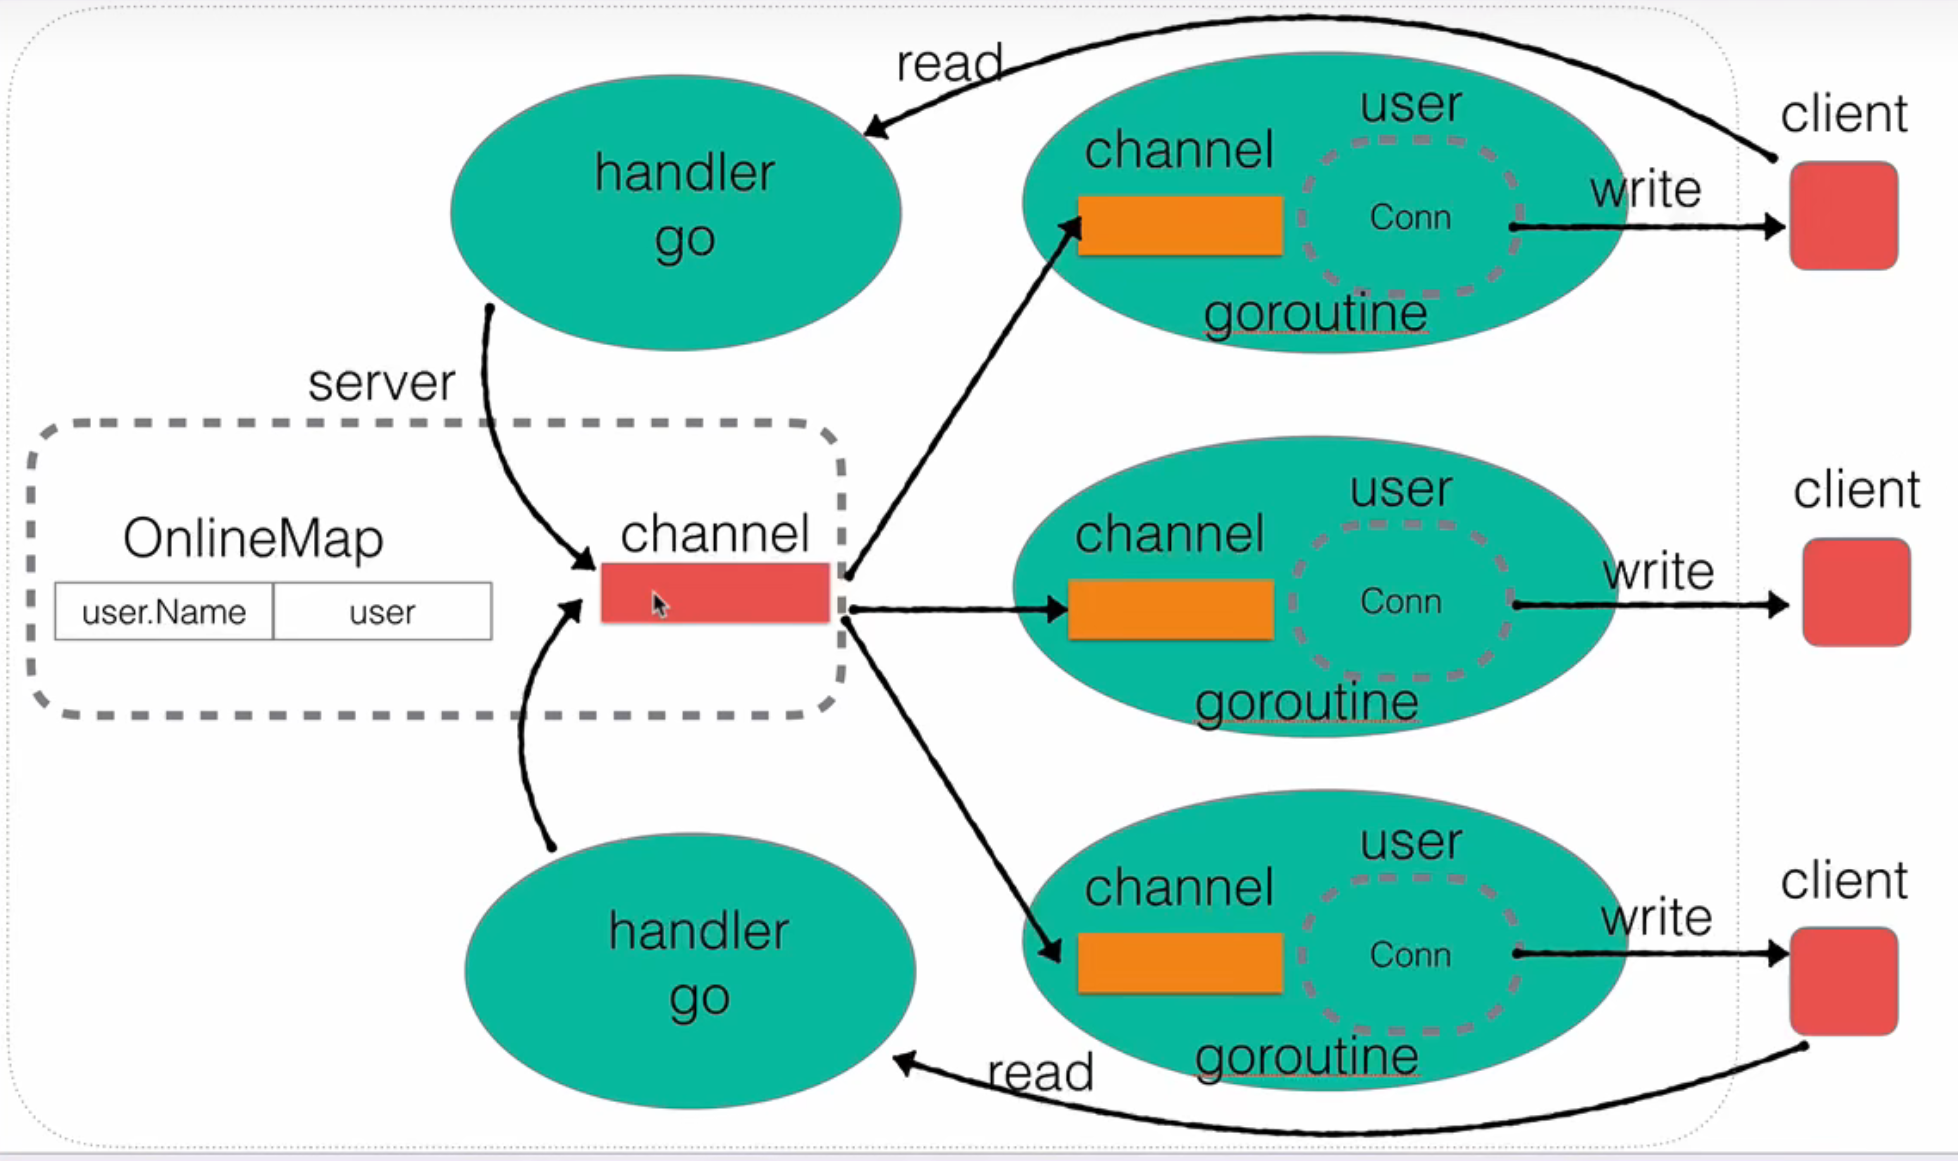 read
handler
go
user
channel
Conn
goroutine
write
client
server
OnlineMap
user.Name
user
channel
user
channel
Conn
goroutine
write
client
handler
go
user
channel
Conn
goroutine
write
client
read